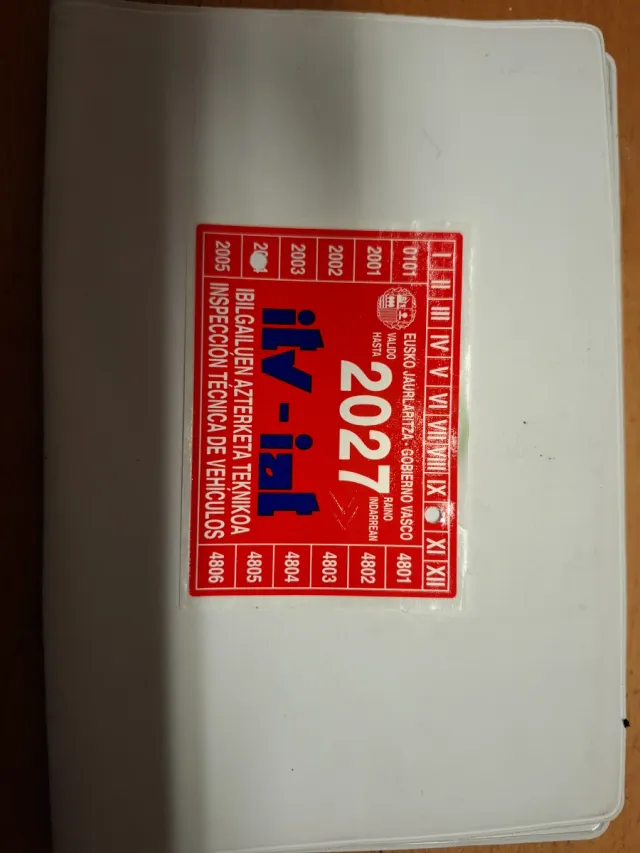 I II III IV V VI VII VIII IX XI XII
EUSKO JAURLARITZA - GOBIERNO VASCO
VALIDO
HASTA
2027
RAINO
INDARREAN
itv - iat
IBILGAILUEN AZTERKETA TEKNIKOA
INSPECCIÓN TÉCNICA DE VEHÍCULOS
0101
2001
2002
2003
2005
4801
4802
4803
4804
4805
4806